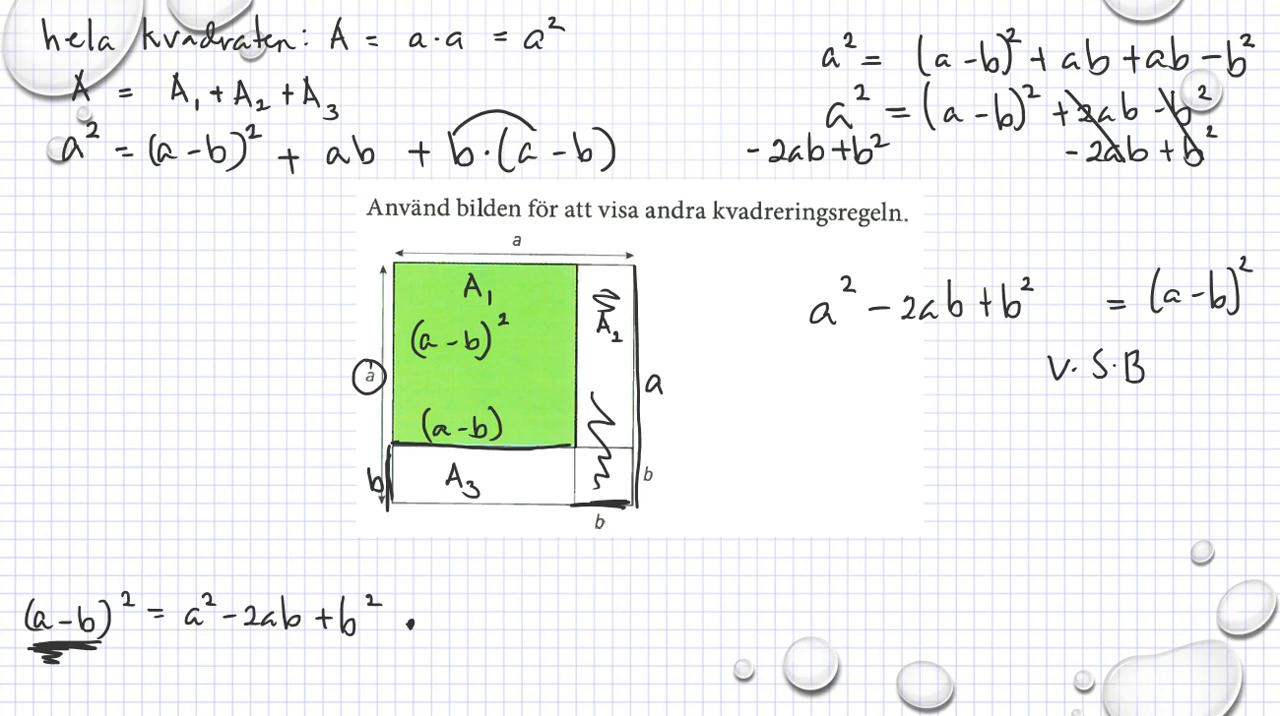 hela kvadraten: A = a·a = a²
A = A₁ + A₂ + A₃
a² = (a-b)² + ab + b·(a-b)
a² = (a-b)² + ab + ab - b²
a² = (a-b)² + 2ab - b²
-2ab + b² -2ab + b²
Använd bilden för att visa andra kvadreringsregeln.
a
A₁
A₂
(a-b)²
a
a
(a-b)
b
A₃
b
b
a² - 2ab + b² = (a-b)²
V.S.B
(a-b)² = a² - 2ab + b² .